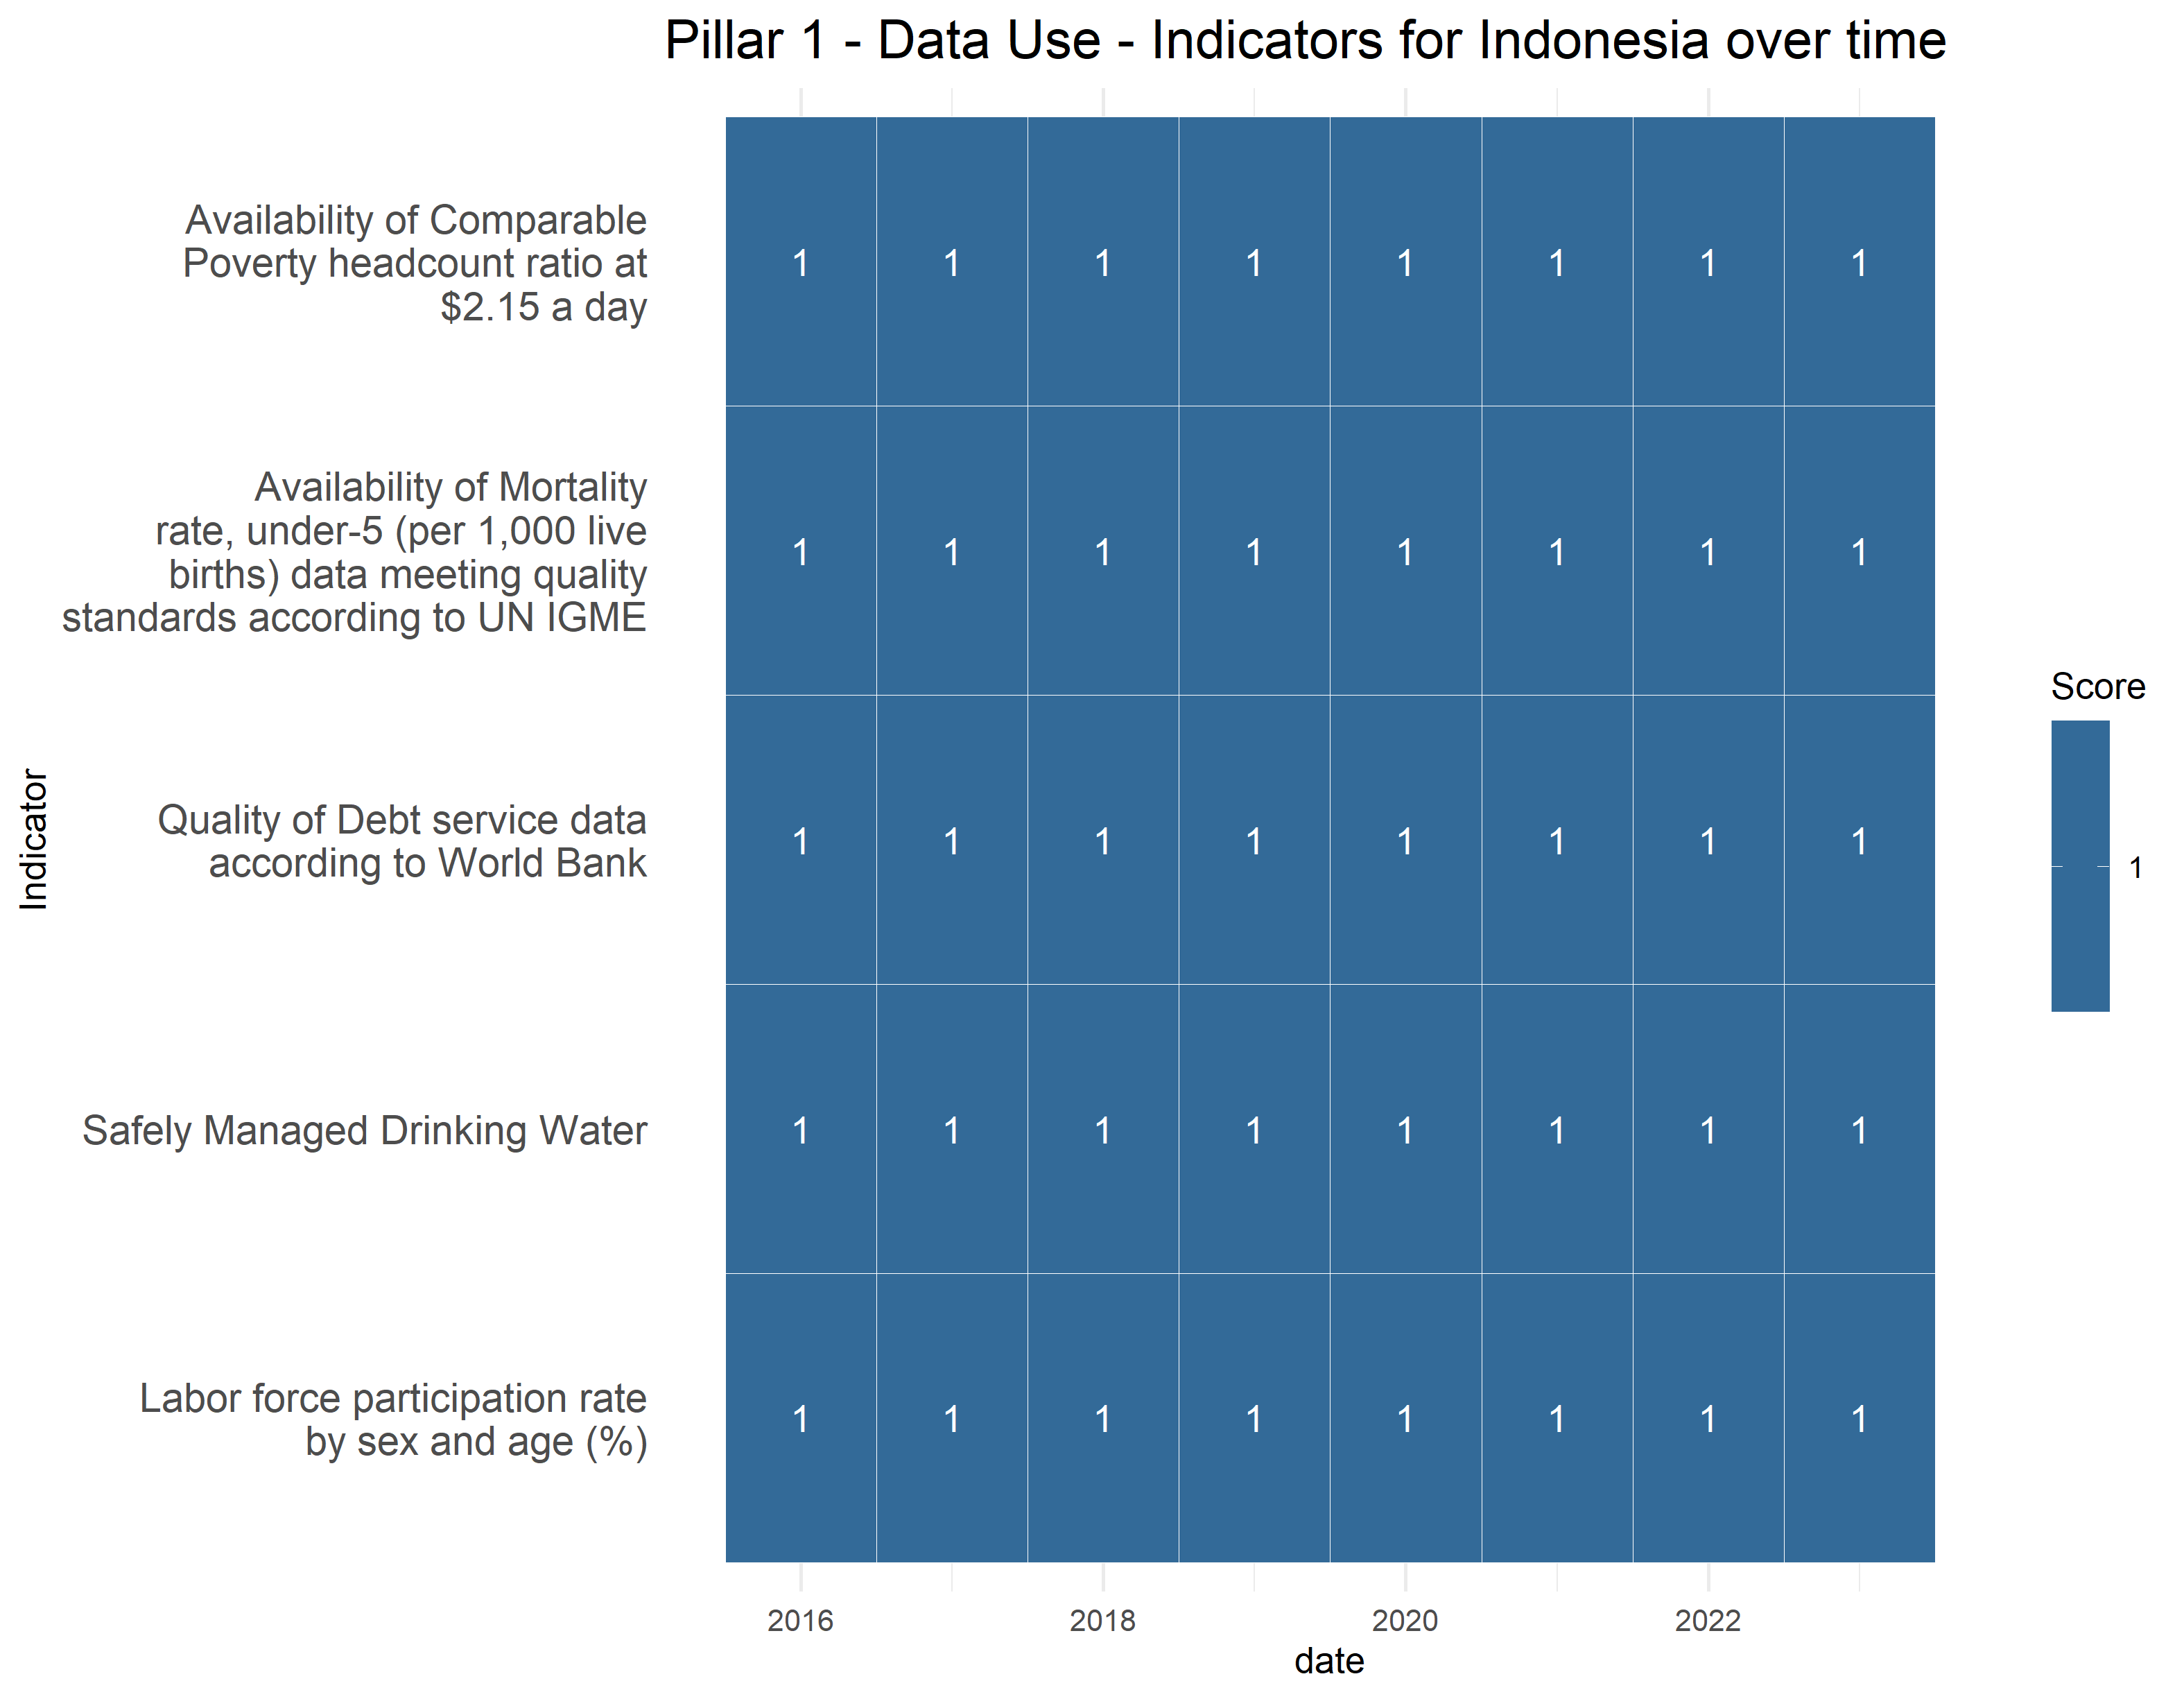 Pillar 1 - Data Use - Indicators for Indonesia over time
Availability of Comparable
Poverty headcount ratio at
$2.15 a day
1 1 1 1 1 1 1 1
Availability of Mortality
rate, under-5 (per 1,000 live
births) data meeting quality
standards according to UN IGME
1 1 1 1 1 1 1 1
Quality of Debt service data
according to World Bank
1 1 1 1 1 1 1 1
Safely Managed Drinking Water
1 1 1 1 1 1 1 1
Labor force participation rate
by sex and age (%)
1 1 1 1 1 1 1 1
Indicator
2016 2018 2020 2022
date
Score
1